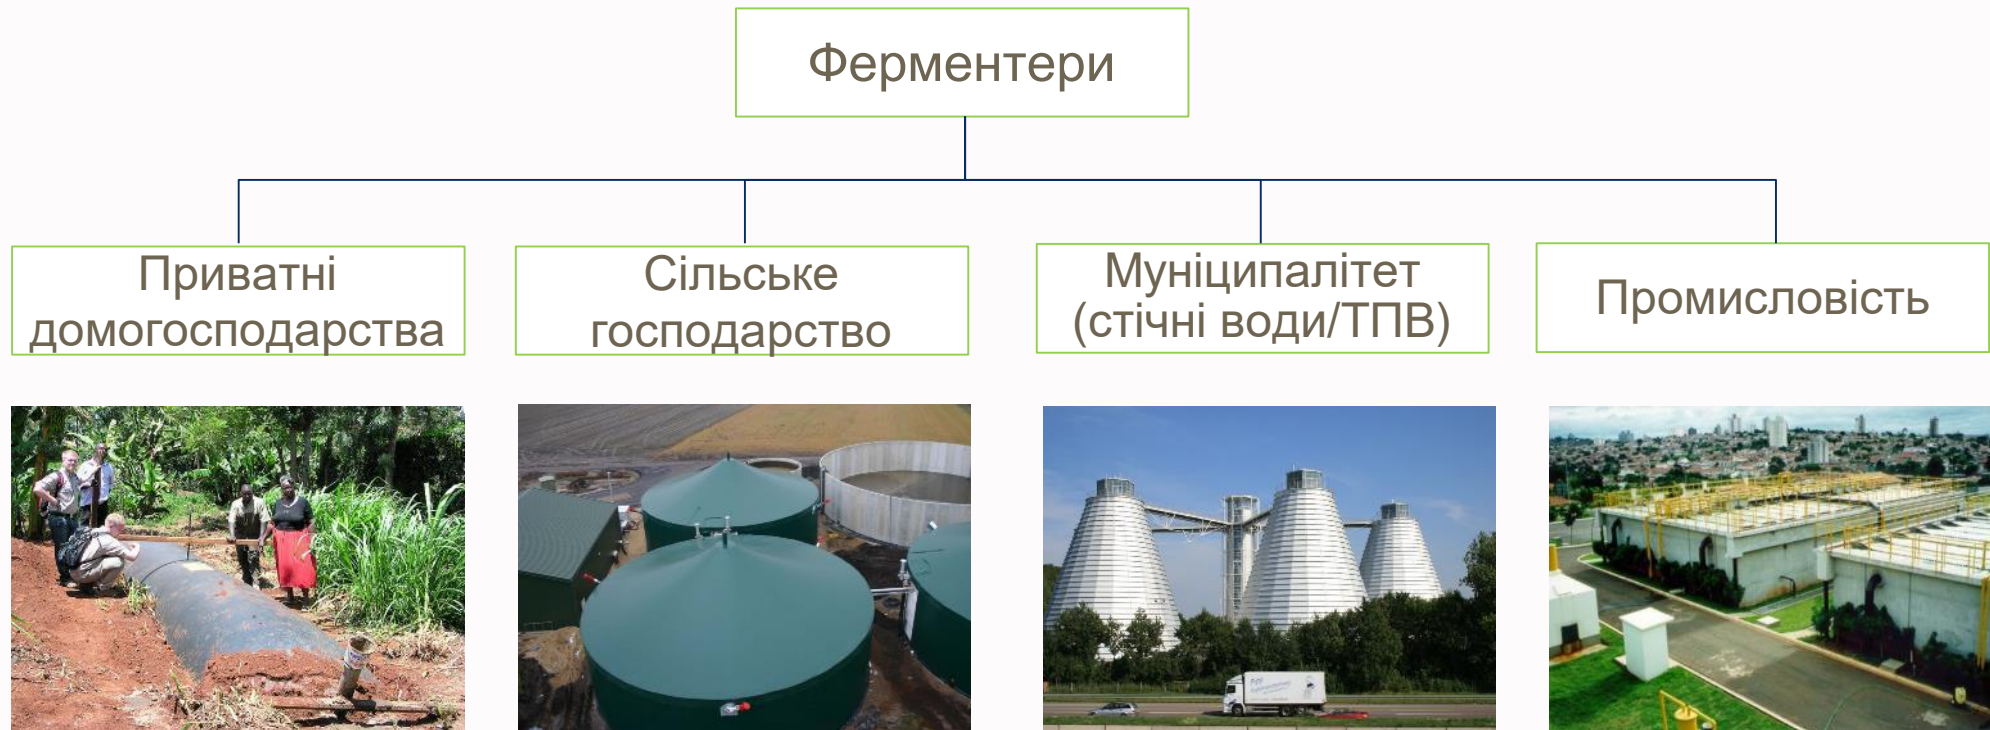 Ферментери
Приватні
домогосподарства
Сільське
господарство
Муніципалітет
(стічні води/ТПВ)
Промисловість